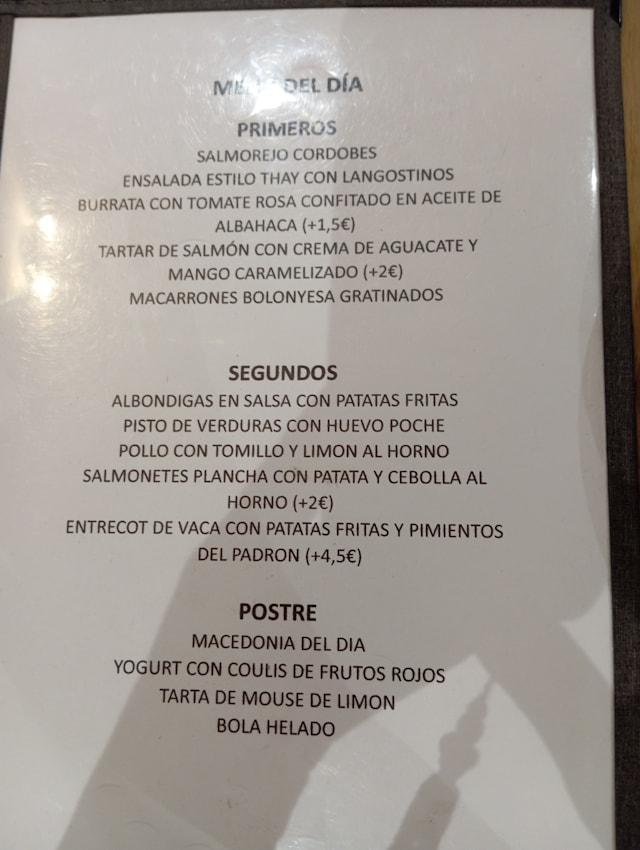 MENÚ DEL DÍA
PRIMEROS
SALMOREJO CORDOBES
ENSALADA ESTILO THAY CON LANGOSTINOS
BURRATA CON TOMATE ROSA CONFITADO EN ACEITE DE
ALBAHACA (+1,5€)
TARTAR DE SALMÓN CON CREMA DE AGUACATE Y
MANGO CARAMELIZADO (+2€)
MACARRONES BOLONYESA GRATINADOS
SEGUNDOS
ALBONDIGAS EN SALSA CON PATATAS FRITAS
PISTO DE VERDURAS CON HUEVO POCHE
POLLO CON TOMILLO Y LIMON AL HORNO
SALMONETES PLANCHA CON PATATA Y CEBOLLA AL
HORNO (+2€)
ENTRECOT DE VACA CON PATATAS FRITAS Y PIMIENTOS
DEL PADRON (+4,5€)
POSTRE
MACEDONIA DEL DIA
YOGURT CON COULIS DE FRUTOS ROJOS
TARTA DE MOUSE DE LIMON
BOLA HELADO